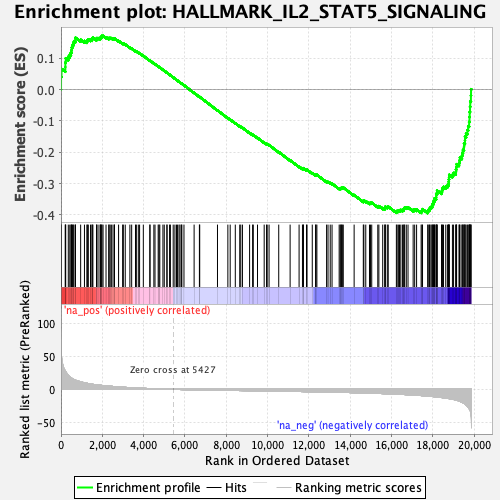 Enrichment plot: HALLMARK_IL2_STAT5_SIGNALING
Enrichment score (ES)
0.1
0.0
-0.1
-0.2
-0.3
-0.4
'na_pos' (positively correlated)
Ranked list metric (PreRanked)
100
50
0
-50
Zero cross at 5427
'na_neg' (negatively correlated)
0
2,000
4,000
6,000
8,000
10,000
12,000
14,000
16,000
18,000
20,000
Rank in Ordered Dataset
Enrichment profile
Hits
Ranking metric scores